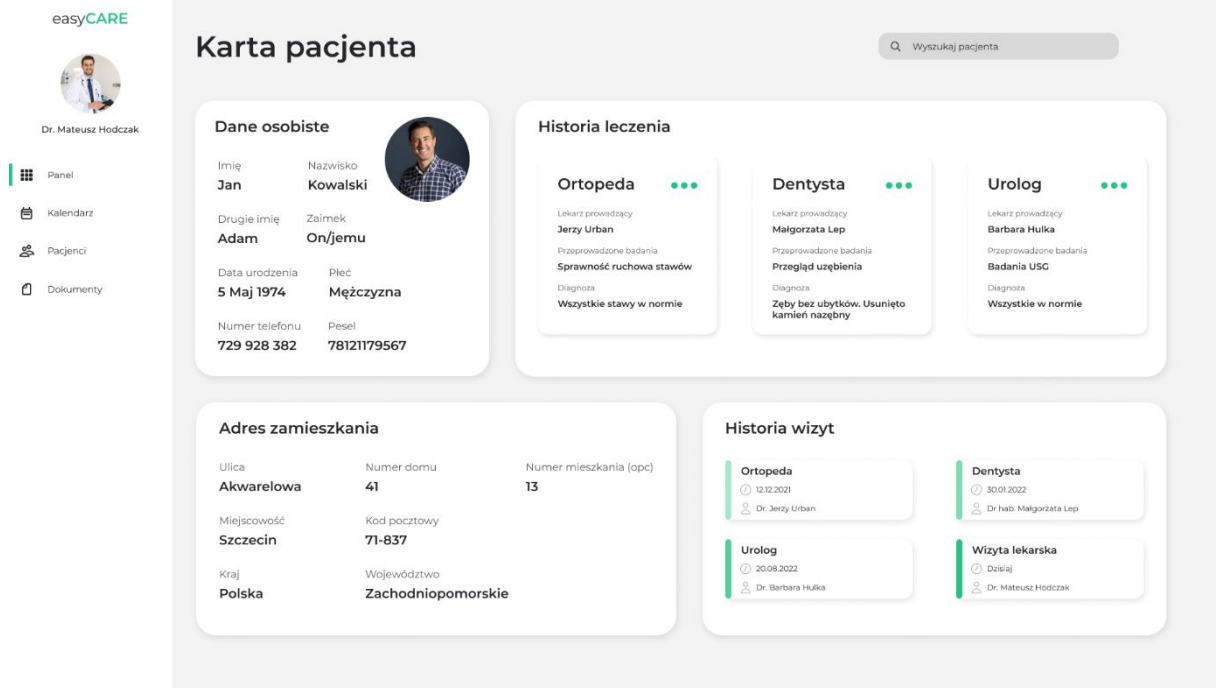 easyCARE
Dr. Mateusz Hodczak
Panel
Kalendarz
Pacjenci
Dokumenty
Karta pacjenta
Wyszukaj pacjenta
Dane osobiste
Imię Nazwisko
Jan Kowalski
Drugie imię Zaimek
Adam On/jemu
Data urodzenia Płeć
5 Maj 1974 Mężczyzna
Numer telefonu Pesel
729 928 382 78121179567
Historia leczenia
Ortopeda
Lekarz prowadzący
Jerzy Urban
Przeprowadzone badania
Sprawność ruchowa stawów
Diagnoza
Wszystkie stawy w normie
Dentysta
Lekarz prowadzący
Małgorzata Lep
Przeprowadzone badania
Przegląd uzębienia
Diagnoza
Zęby bez ubytków. Usunięto
kamień nazębny
Urolog
Lekarz prowadzący
Barbara Hulka
Przeprowadzone badania
Badania USG
Diagnoza
Wszystkie w normie
Adres zamieszkania
Ulica Numer domu Numer mieszkania (opc)
Akwarelowa 41 13
Miejscowość Kod pocztowy
Szczecin 71-837
Kraj Województwo
Polska Zachodniopomorskie
Historia wizyt
Ortopeda
12.12.2021
Dr. Jerzy Urban
Dentysta
30.01.2022
Dr hab. Małgorzata Lep
Urolog
20.08.2022
Dr. Barbara Hulka
Wizyta lekarska
Dzisiaj
Dr. Mateusz Hodczak